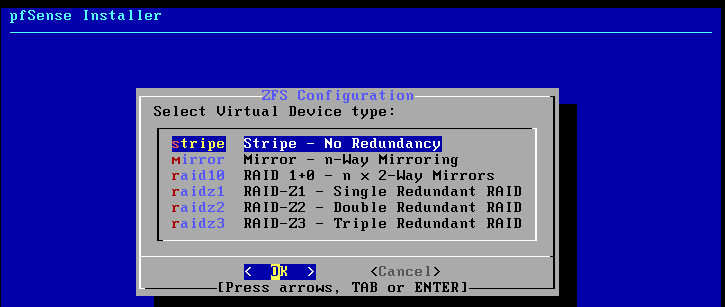 pfSense Installer
ZFS Configuration
Select Virtual Device type:
stripe Stripe - No Redundancy
mirror Mirror - n-Way Mirroring
raid10 RAID 1+0 - n x 2-Way Mirrors
raidz1 RAID-Z1 - Single Redundant RAID
raidz2 RAID-Z2 - Double Redundant RAID
raidz3 RAID-Z3 - Triple Redundant RAID
< OK > <Cancel>
[Press arrows, TAB or ENTER]